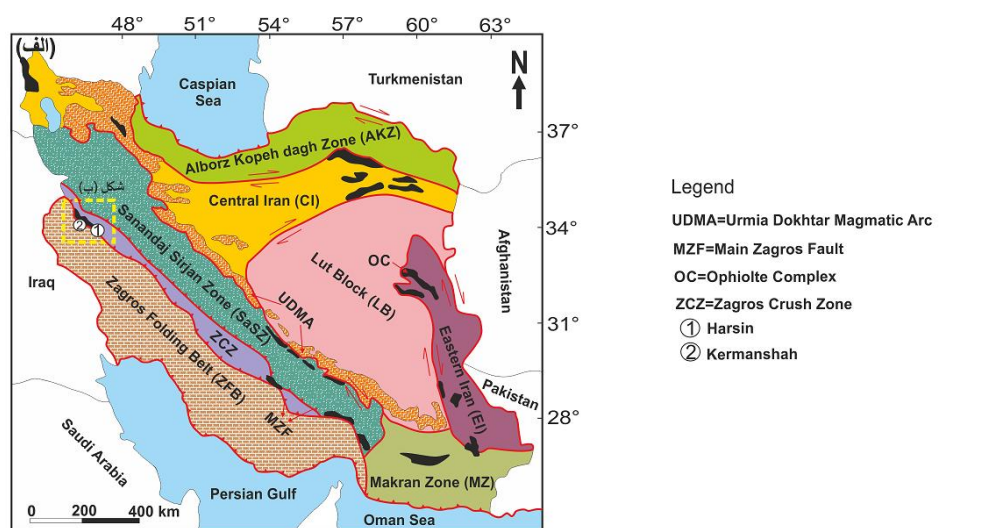 48° 51° 54° 57° 60° 63°
(الف)
N
Caspian
Sea
Turkmenistan
37°
Alborz Kopeh dagh Zone (AKZ)
شکل (ب)
Central Iran (CI)
34°
2 1
Sanandaj Sirjan Zone (SaSZ)
Afghanistan
OC
Lut Block (LB)
Iraq
UDMA
31°
Zagros Folding Belt (ZFB)
ZCZ
Eastern Iran (EI)
Pakistan
28°
MZF
Saudi Arabia
Makran Zone (MZ)
Persian Gulf
0 200 400 km
Oman Sea
Legend
UDMA=Urmia Dokhtar Magmatic Arc
MZF=Main Zagros Fault
OC=Ophiolte Complex
ZCZ=Zagros Crush Zone
1 Harsin
2 Kermanshah